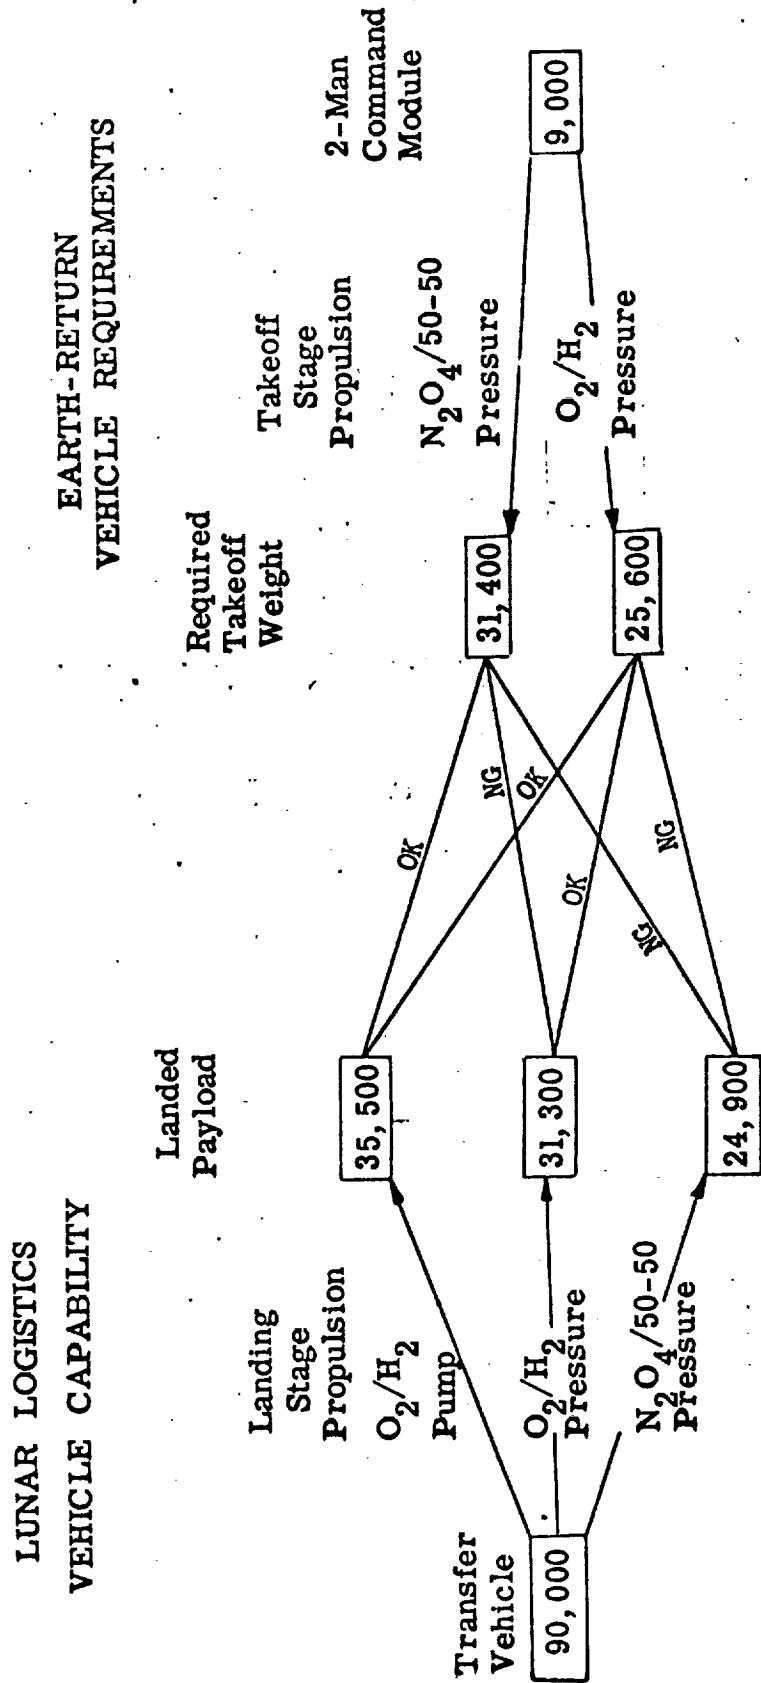 LUNAR LOGISTICS
VEHICLE CAPABILITY
EARTH-RETURN
VEHICLE REQUIREMENTS
Transfer
Vehicle
90,000
Landing
Stage
Propulsion
O₂/H₂
Pump
O₂/H₂
Pressure
N₂O₄/50-50
Pressure
Landed
Payload
35,500
31,300
24,900
OK
NG
OK
OK
NG
NG
Required
Takeoff
Weight
31,400
25,600
Takeoff
Stage
Propulsion
N₂O₄/50-50
Pressure
O₂/H₂
Pressure
2-Man
Command
Module
9,000